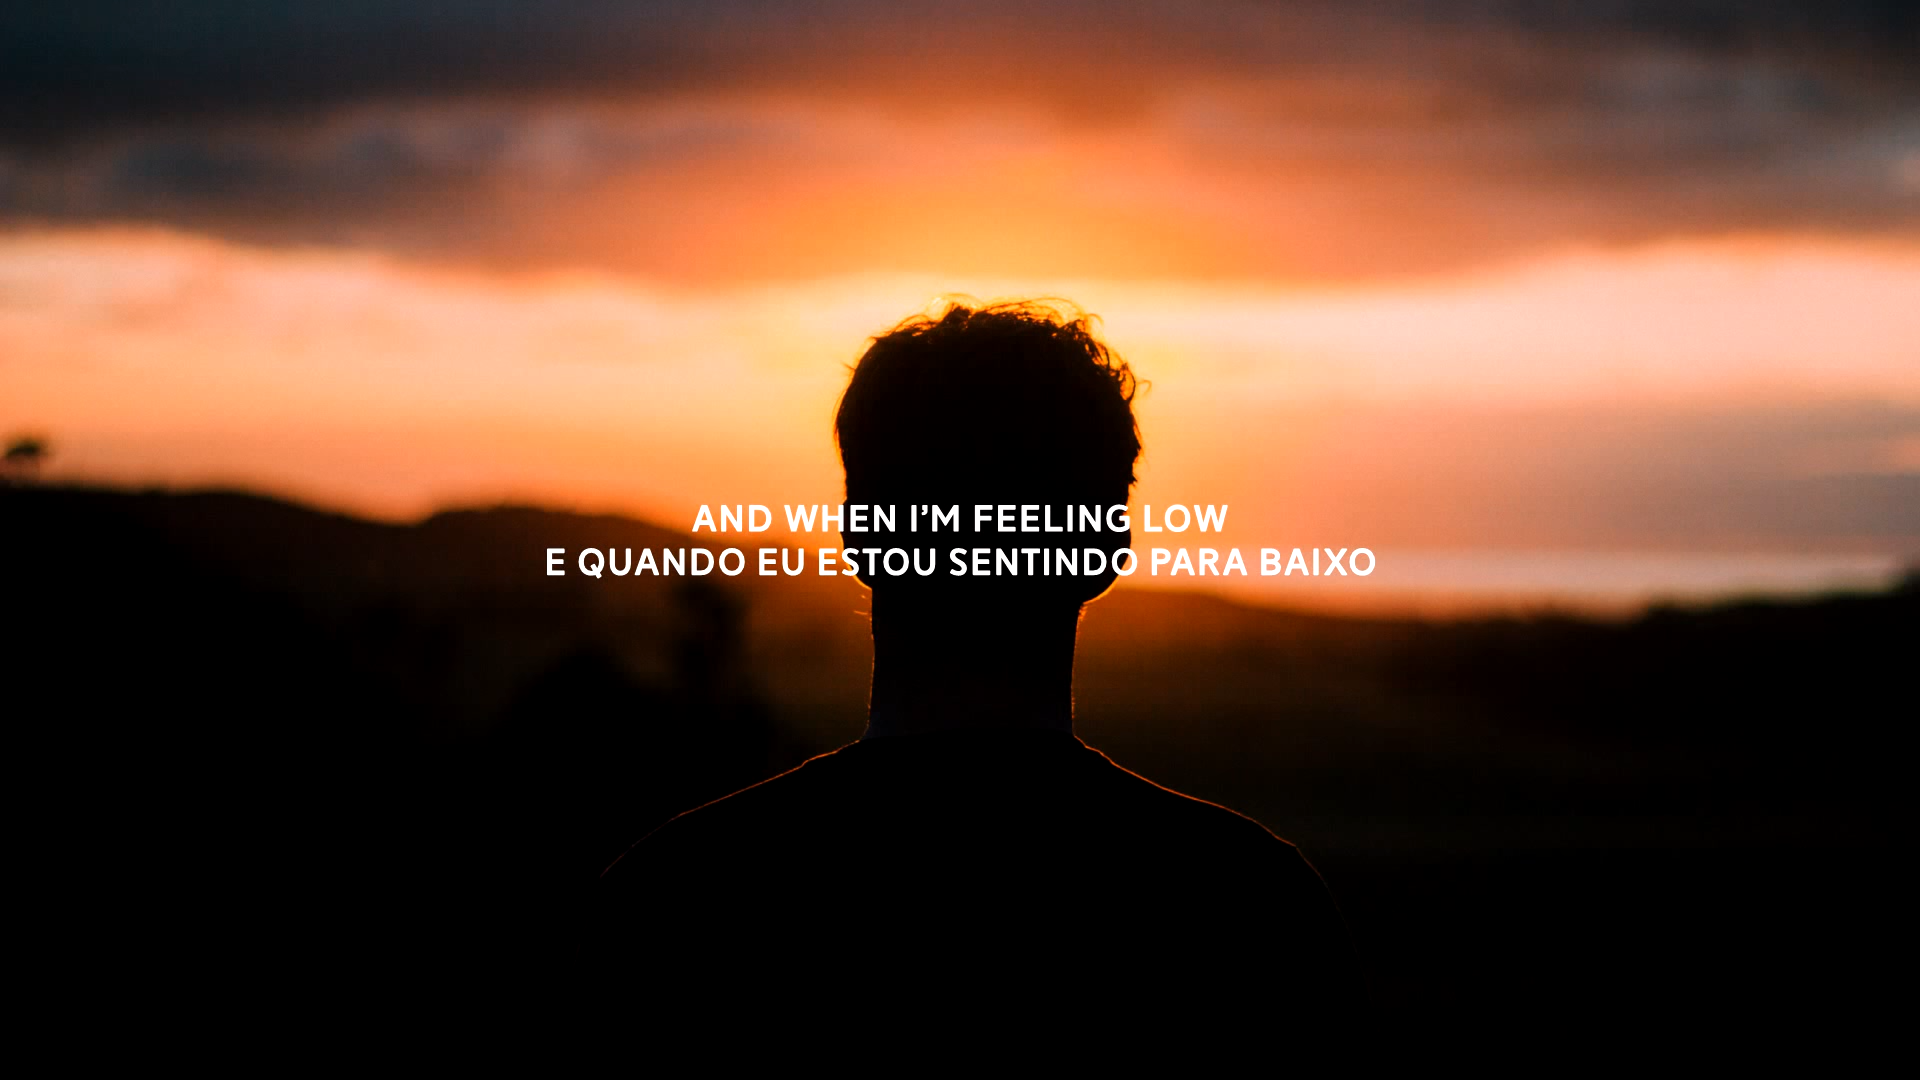 AND WHEN I’M FEELING LOW
E QUANDO EU ESTOU SENTINDO PARA BAIXO